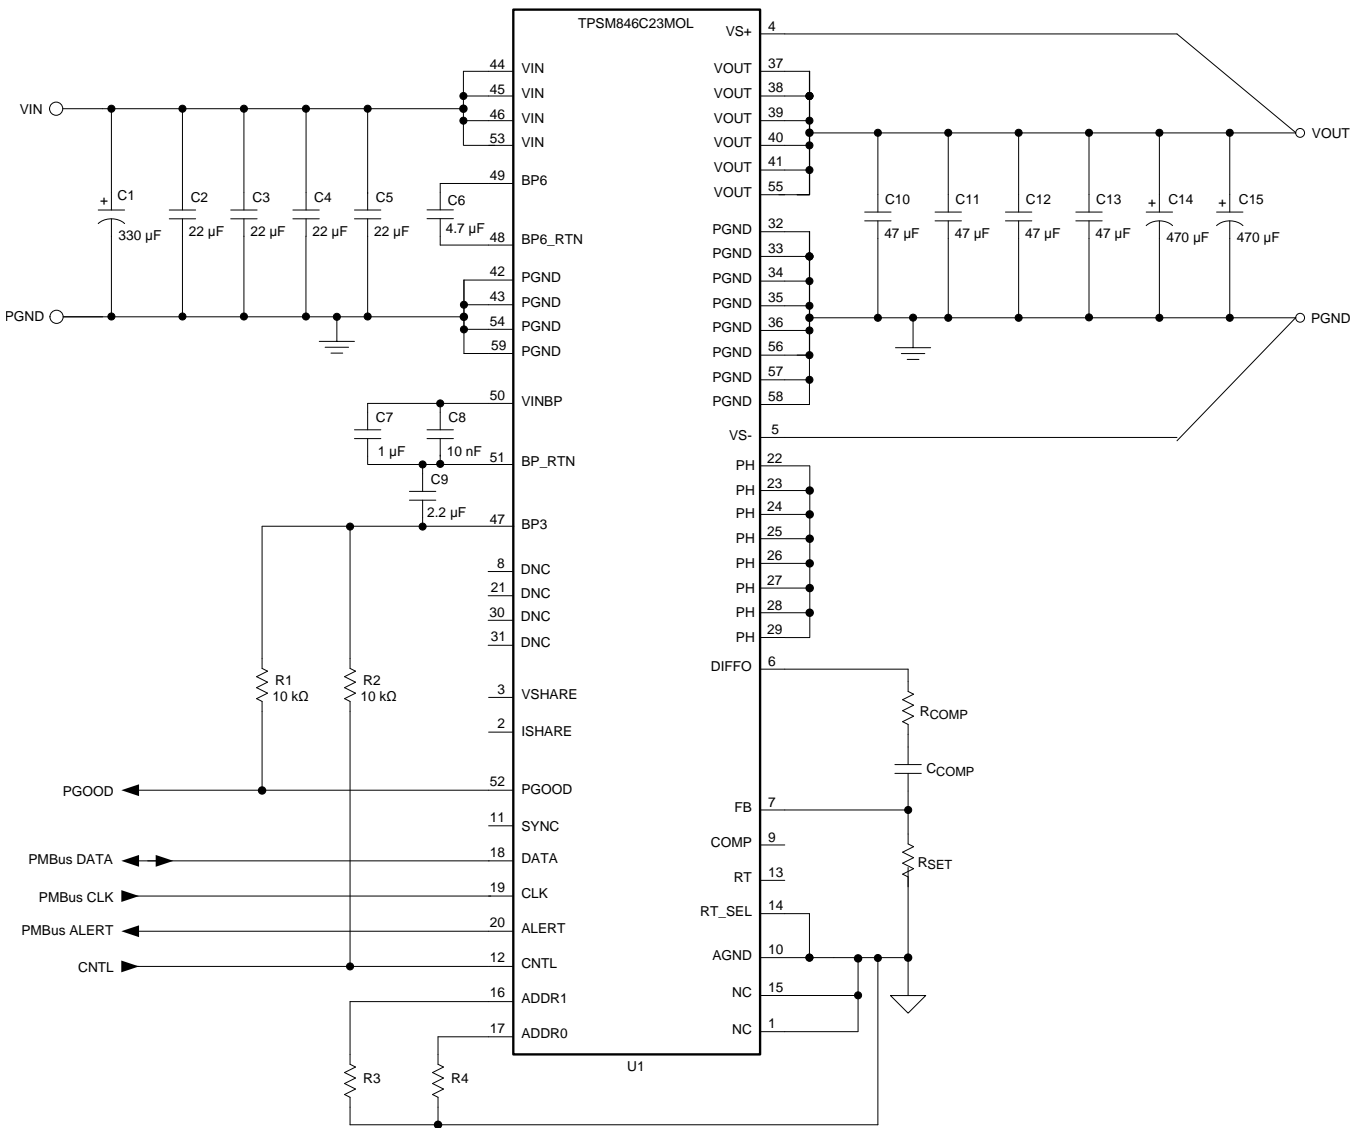 TPSM846C23MOL
VS+ 4
44 VIN
VOUT 37
45 VIN
VOUT 38
46 VIN
VOUT 39
53 VIN
VOUT 40
VOUT 41
VOUT 55
VIN
VOUT
49 BP6
48 BP6_RTN
+ C1 330 µF
C2 22 µF
C3 22 µF
C4 22 µF
C5 22 µF
C6 4.7 µF
C10 47 µF
C11 47 µF
C12 47 µF
C13 47 µF
+ C14 470 µF
+ C15 470 µF
42 PGND
43 PGND
54 PGND
59 PGND
PGND 32
PGND 33
PGND 34
PGND 35
PGND 36
PGND 56
PGND 57
PGND 58
PGND
PGND
50 VINBP
C7 1 µF
C8 10 nF
51 BP_RTN
C9 2.2 µF
47 BP3
VS- 5
PH 22
PH 23
PH 24
PH 25
PH 26
PH 27
PH 28
PH 29
8 DNC
21 DNC
30 DNC
31 DNC
R1 10 kΩ
R2 10 kΩ
3 VSHARE
2 ISHARE
DIFFO 6
RCOMP
CCOMP
PGOOD 52 PGOOD
FB 7
11 SYNC
COMP 9
PMBus DATA 18 DATA
RSET
RT 13
PMBus CLK 19 CLK
RT_SEL 14
PMBus ALERT 20 ALERT
AGND 10
CNTL 12 CNTL
NC 15
16 ADDR1
NC 1
17 ADDR0
U1
R3
R4